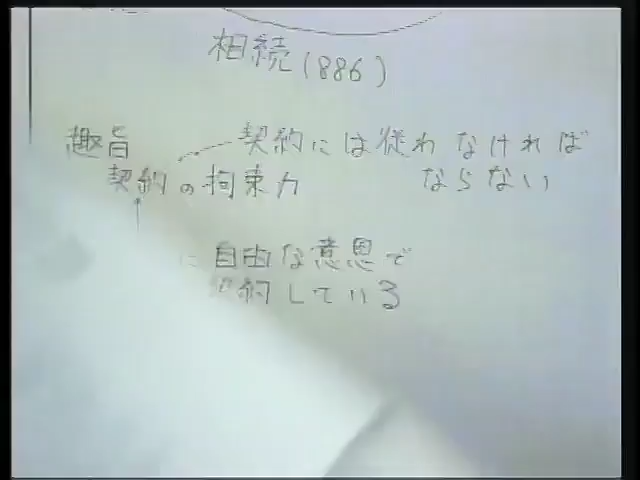 相続(886)
趣旨
契約には従わなければ
ならない
契約の拘束力
に自由な意思で
約している